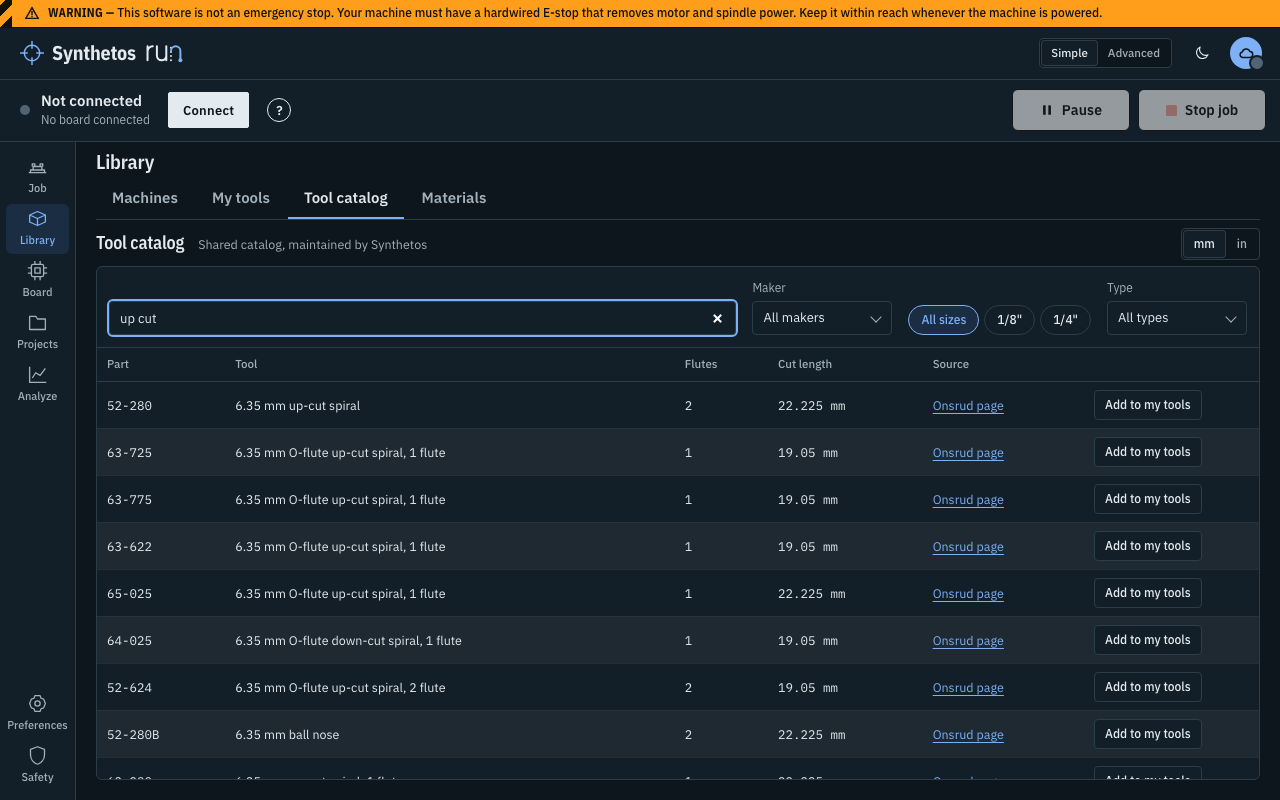 WARNING — This software is not an emergency stop. Your machine must have a hardwired E-stop that removes motor and spindle power. Keep it within reach whenever the machine is powered.
Synthetos run
Simple Advanced
Not connected
No board connected
Connect
?
Pause
Stop job
Job
Library
Board
Projects
Analyze
Preferences
Safety
Library
Machines My tools Tool catalog Materials
Tool catalog Shared catalog, maintained by Synthetos
mm in
Maker Type
up cut All makers All sizes 1/8" 1/4" All types
Part Tool Flutes Cut length Source
52-280 6.35 mm up-cut spiral 2 22.225 mm Onsrud page Add to my tools
63-725 6.35 mm O-flute up-cut spiral, 1 flute 1 19.05 mm Onsrud page Add to my tools
63-775 6.35 mm O-flute up-cut spiral, 1 flute 1 19.05 mm Onsrud page Add to my tools
63-622 6.35 mm O-flute up-cut spiral, 1 flute 1 19.05 mm Onsrud page Add to my tools
65-025 6.35 mm O-flute up-cut spiral, 1 flute 1 22.225 mm Onsrud page Add to my tools
64-025 6.35 mm O-flute down-cut spiral, 1 flute 1 19.05 mm Onsrud page Add to my tools
52-624 6.35 mm O-flute up-cut spiral, 2 flute 2 19.05 mm Onsrud page Add to my tools
52-280B 6.35 mm ball nose 2 22.225 mm Onsrud page Add to my tools
Onsrud page Add to my tools